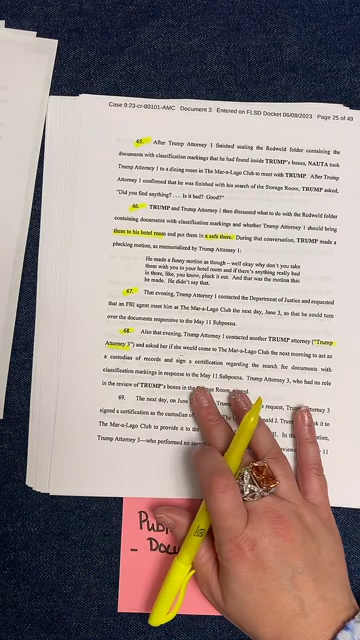 Case 9:23-cr-80101-AMC Document 3 Entered on FLSD Docket 06/08/2023 Page 25 of 49
65. After Trump Attorney 1 finished sealing the Redweld folder containing the
documents with classification markings that he had found inside TRUMP's boxes, NAUTA took
Trump Attorney 1 to a dining room in The Mar-a-Lago Club to meet with TRUMP. After Trump
Attorney 1 confirmed that he was finished with his search of the Storage Room, TRUMP asked,
"Did you find anything? . . . Is it bad? Good?"
66. TRUMP and Trump Attorney 1 then discussed what to do with the Redweld folder
containing documents with classification markings and whether Trump Attorney 1 should bring
them to his hotel room and put them in a safe there. During that conversation, TRUMP made a
plucking motion, as memorialized by Trump Attorney 1:
He made a funny motion as though – well okay why don't you take
them with you to your hotel room and if there's anything really bad
in there, like, you know, pluck it out. And that was the motion that
he made. He didn't say that.
67. That evening, Trump Attorney 1 contacted the Department of Justice and requested
that an FBI agent meet him at The Mar-a-Lago Club the next day, June 3, so that he could turn
over the documents responsive to the May 11 Subpoena.
68. Also that evening, Trump Attorney 1 contacted another TRUMP attorney ("Trump
Attorney 3") and asked her if she would come to The Mar-a-Lago Club the next morning to act as
a custodian of records and sign a certification regarding the search for documents with
classification markings in response to the May 11 Subpoena. Trump Attorney 3, who had no role
in the review of TRUMP's boxes in the Storage Room,
69. The next day, on June request, Trump Attorney 3
signed a certification as the custodian of Donald J. Trump took it to
The Mar-a-Lago Club to provide it to In the
Attorney 3—who performed no 11
- Docu